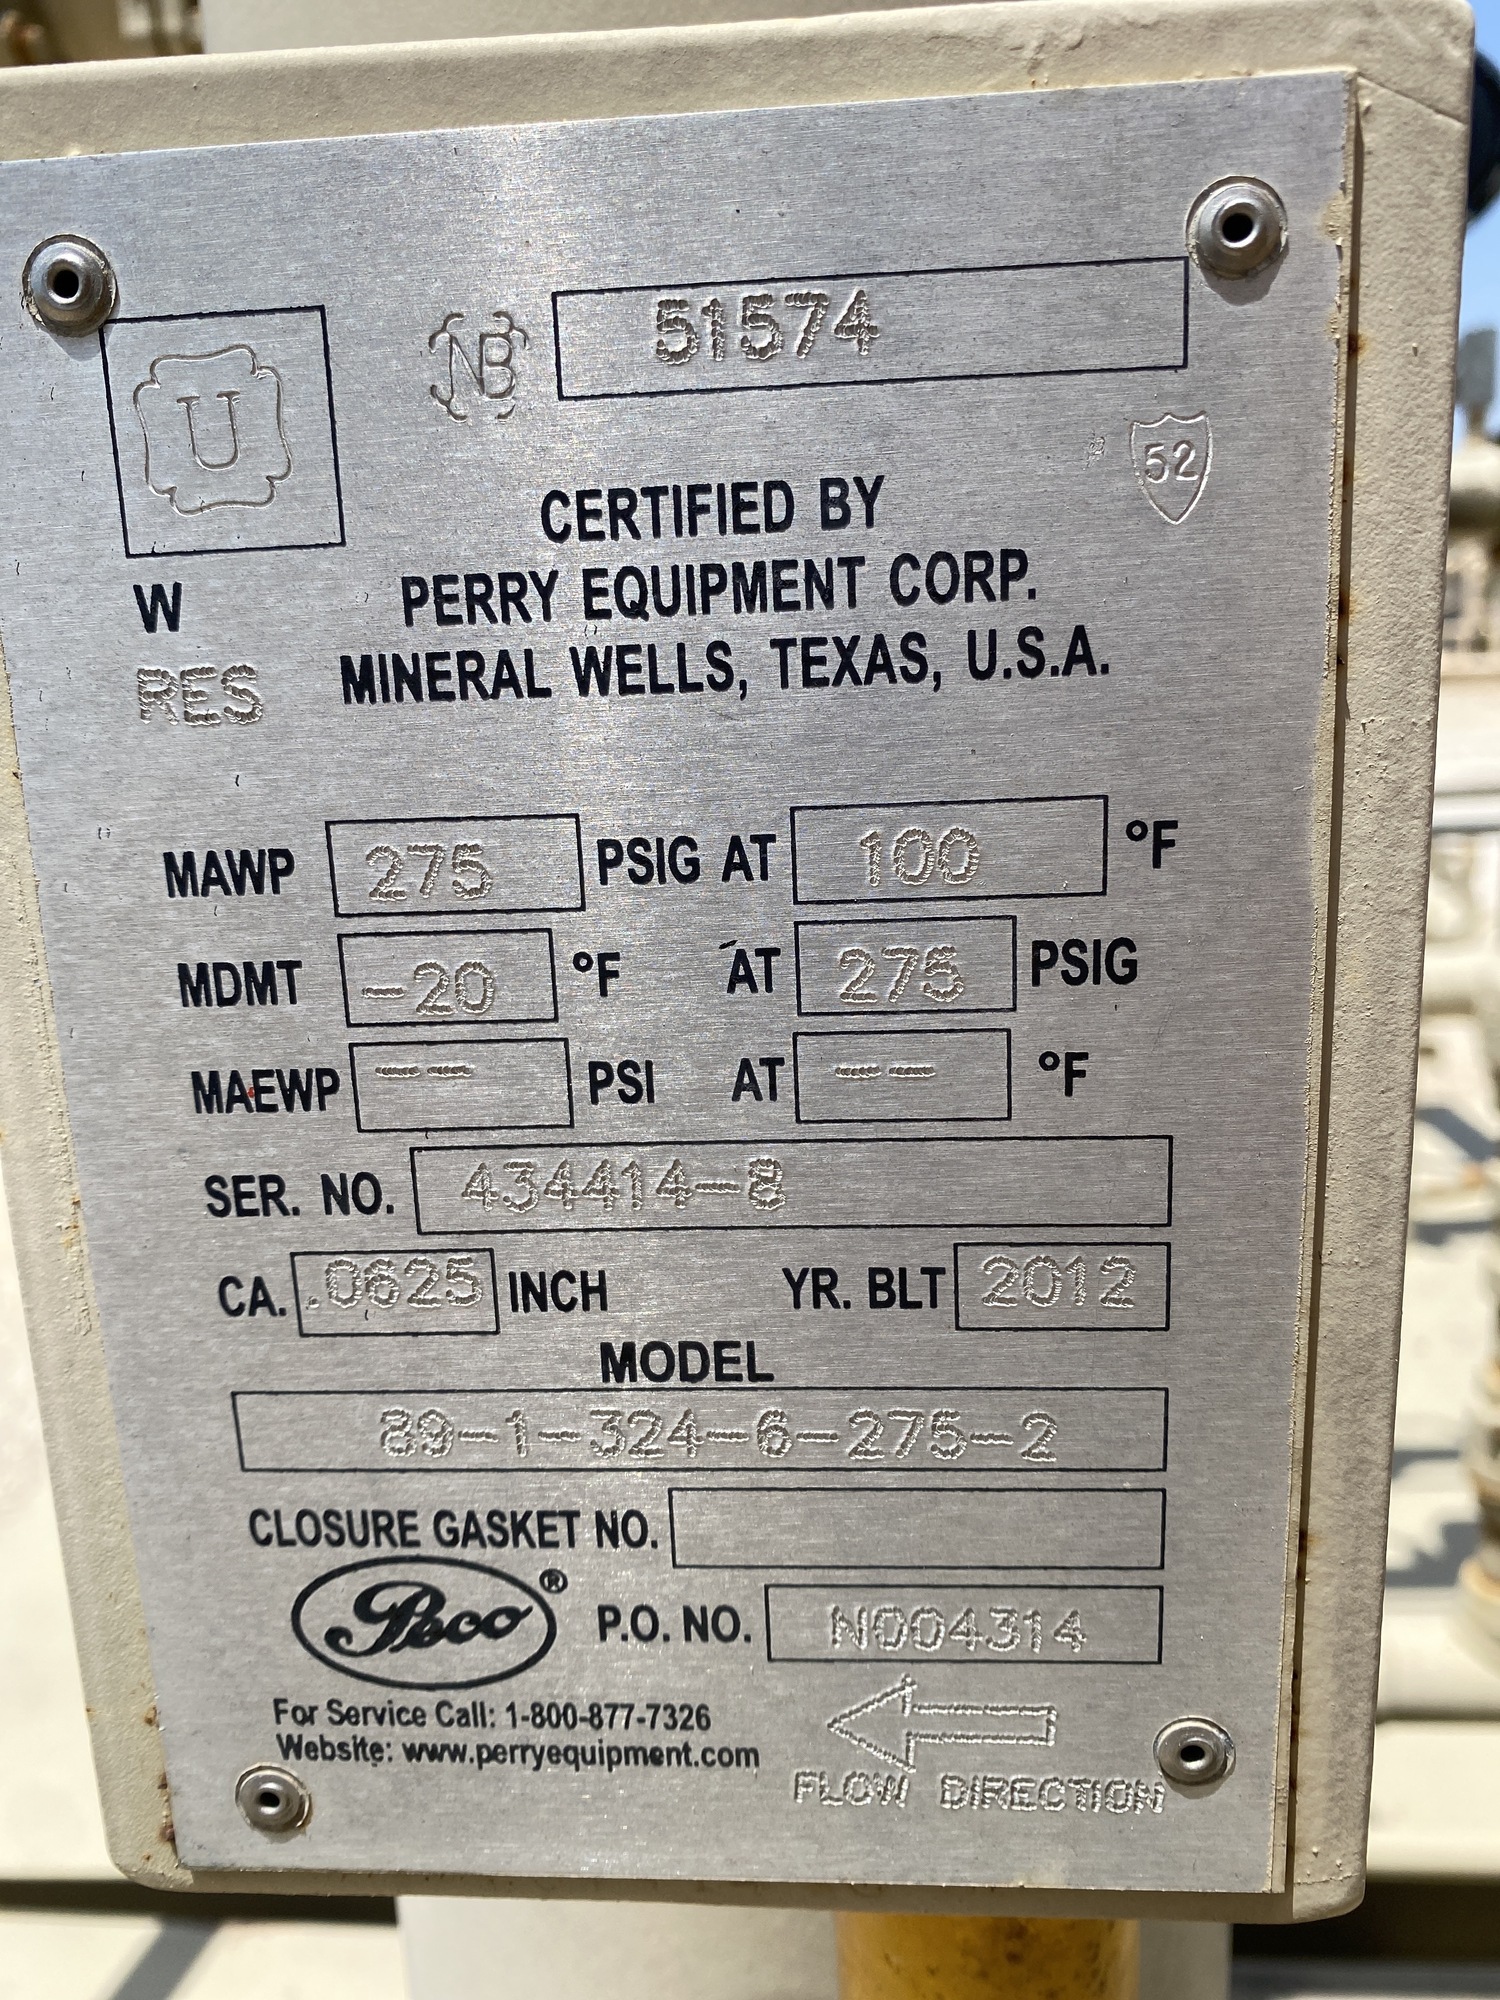 U
NB 51574
52
CERTIFIED BY
W PERRY EQUIPMENT CORP.
RES MINERAL WELLS, TEXAS, U.S.A.
MAWP 275 PSIG AT 100 °F
MDMT -20 °F AT 275 PSIG
MAEWP -- PSI AT -- °F
SER. NO. 434414-8
CA. .0625 INCH YR. BLT 2012
MODEL
89-1-324-6-275-2
CLOSURE GASKET NO.
Peco ® P.O. NO. N004314
For Service Call: 1-800-877-7326
Website: www.perryequipment.com
FLOW DIRECTION